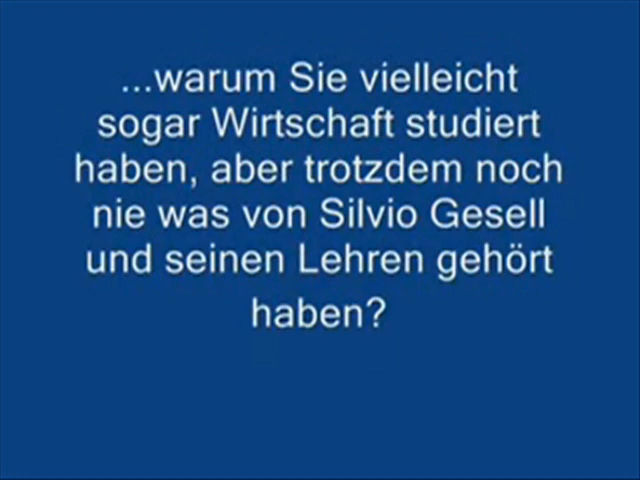 ...warum Sie vielleicht
sogar Wirtschaft studiert
haben, aber trotzdem noch
nie was von Silvio Gesell
und seinen Lehren gehört
haben?